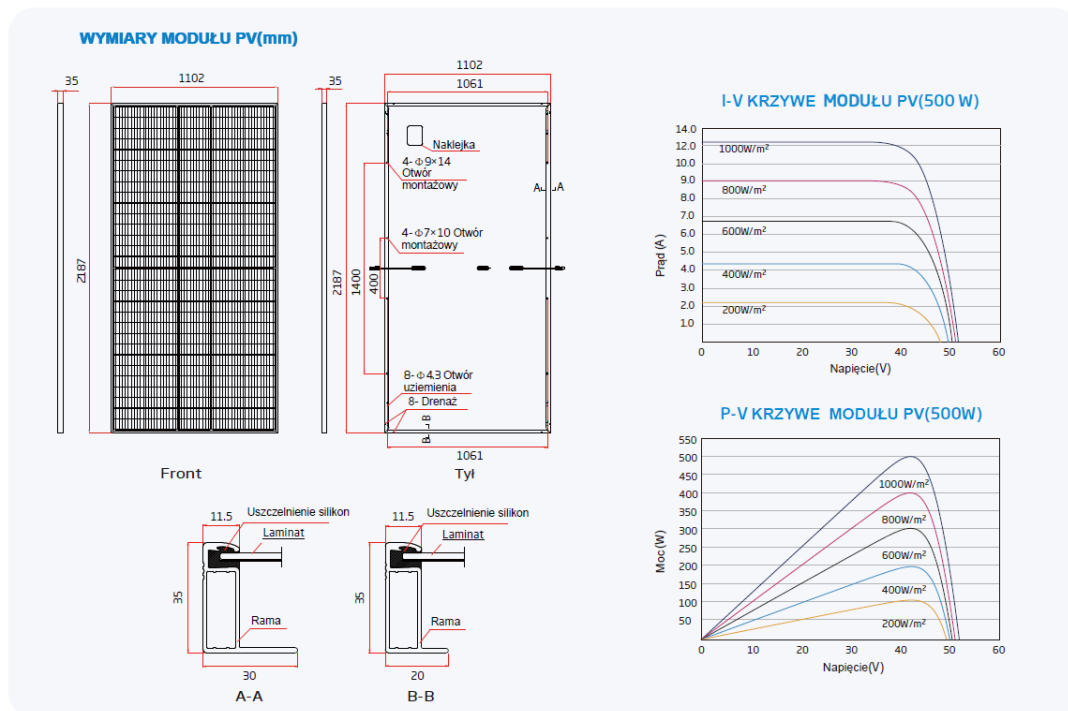 WYMIARY MODUŁU PV(mm)
35
1102
2187
Front
35
1102
1061
Naklejka
4-Φ9×14
Otwór
montażowy
A
A
4-Φ7×10 Otwór
montażowy
2187
1400
400
8-Φ4.3 Otwór
uziemienia
8- Drenaż
B
B
1061
Tył
11.5
Uszczelnienie silikon
Laminat
35
Rama
30
A-A
11.5
Uszczelnienie silikon
Laminat
35
Rama
20
B-B
I-V KRZYWE MODUŁU PV(500 W)
Prąd (A)
14.0
12.0
10.0
9.0
8.0
7.0
6.0
5.0
4.0
3.0
2.0
1.0
1000W/m²
800W/m²
600W/m²
400W/m²
200W/m²
0 10 20 30 40 50 60
Napięcie(V)
P-V KRZYWE MODUŁU PV(500W)
Moc(W)
550
500
450
400
350
300
250
200
150
100
50
1000W/m²
800W/m²
600W/m²
400W/m²
200W/m²
0 10 20 30 40 50 60
Napięcie(V)